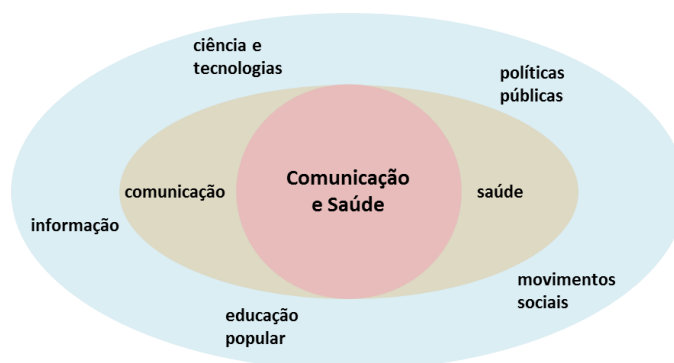 ciência e
tecnologias
políticas
públicas
Comunicação
e Saúde
comunicação
saúde
informação
movimentos
sociais
educação
popular